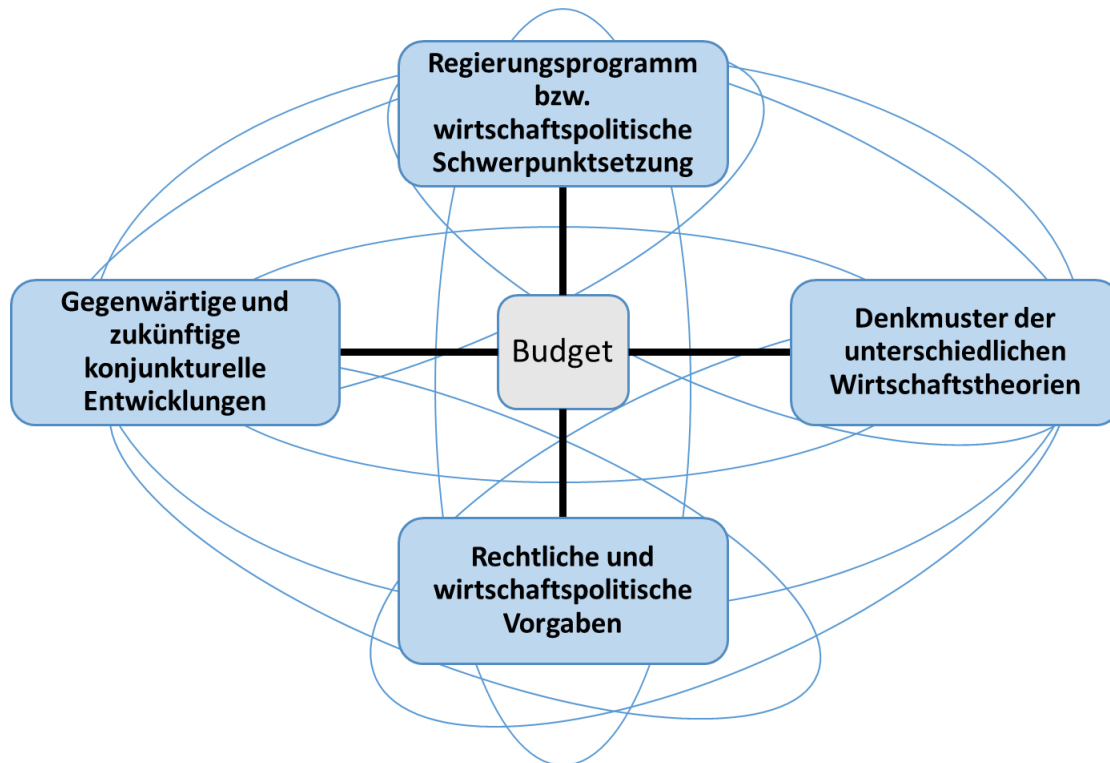 Regierungsprogramm
bzw.
wirtschaftspolitische
Schwerpunktsetzung
Gegenwärtige und
zukünftige
konjunkturelle
Entwicklungen
Budget
Denkmuster der
unterschiedlichen
Wirtschaftstheorien
Rechtliche und
wirtschaftspolitische
Vorgaben